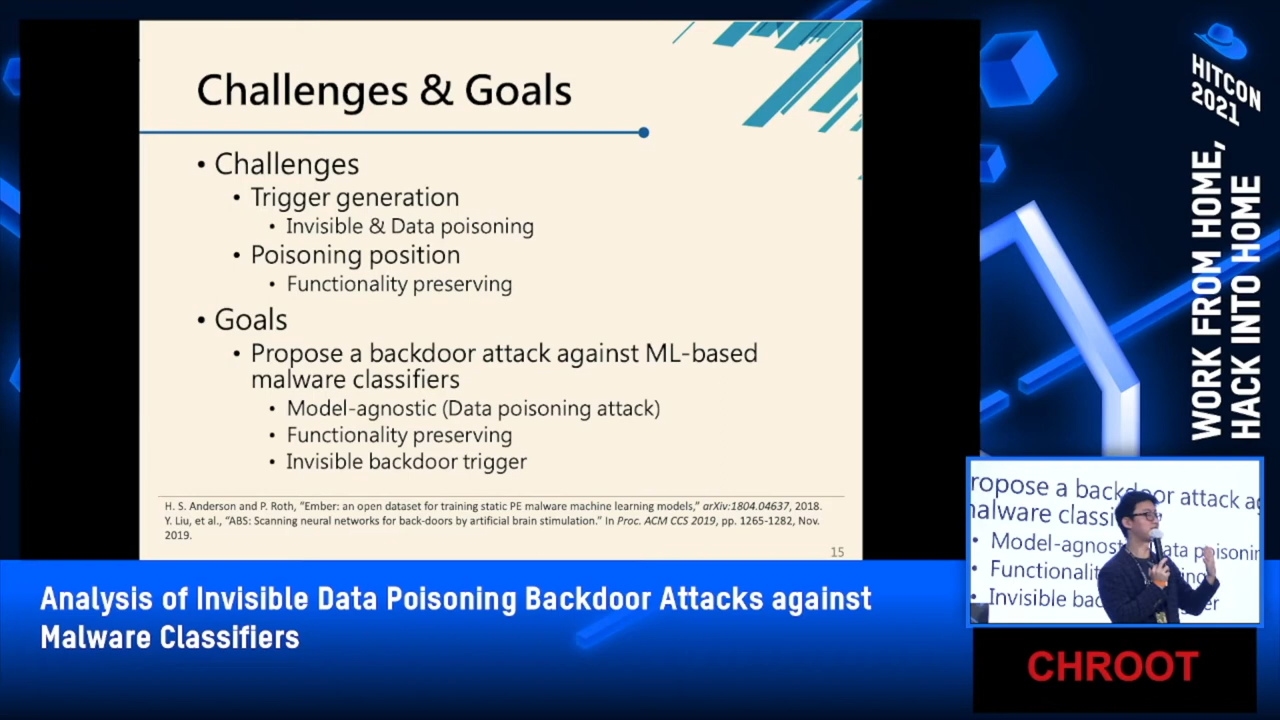 Challenges & Goals
• Challenges
• Trigger generation
• Invisible & Data poisoning
• Poisoning position
• Functionality preserving
• Goals
• Propose a backdoor attack against ML-based
malware classifiers
• Model-agnostic (Data poisoning attack)
• Functionality preserving
• Invisible backdoor trigger
H. S. Anderson and P. Roth, “Ember: an open dataset for training static PE malware machine learning models,” arXiv:1804.04637, 2018.
Y. Liu, et al., “ABS: Scanning neural networks for back-doors by artificial brain stimulation.” In Proc. ACM CCS 2019, pp. 1265-1282, Nov.
2019.
15
HITCON
2021
WORK FROM HOME,
HACK INTO HOME
ropose a backdoor attack ag
malware classi
• Model-agnost ata poisonin
• Functionalit
• Invisible bac er
CHROOT
Analysis of Invisible Data Poisoning Backdoor Attacks against
Malware Classifiers